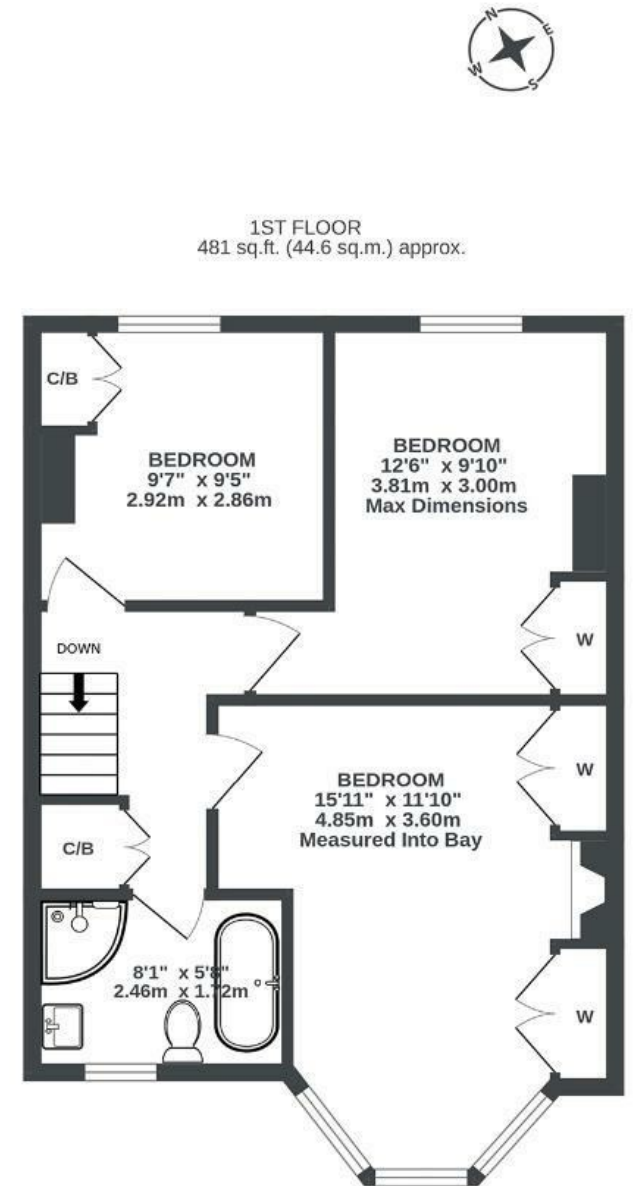 N
E
W
S
1ST FLOOR
481 sq.ft. (44.6 sq.m.) approx.
C/B
BEDROOM
9'7" x 9'5"
2.92m x 2.86m
BEDROOM
12'6" x 9'10"
3.81m x 3.00m
Max Dimensions
DOWN
W
W
BEDROOM
15'11" x 11'10"
4.85m x 3.60m
Measured Into Bay
C/B
8'1" x 5'8"
2.46m x 1.72m
W